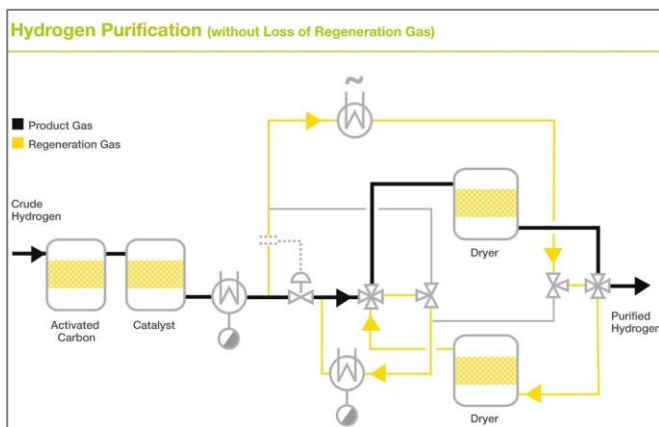 Hydrogen Purification (without Loss of Regeneration Gas)
Product Gas
Regeneration Gas
Crude
Hydrogen
Activated
Carbon
Catalyst
Dryer
Purified
Hydrogen
Dryer